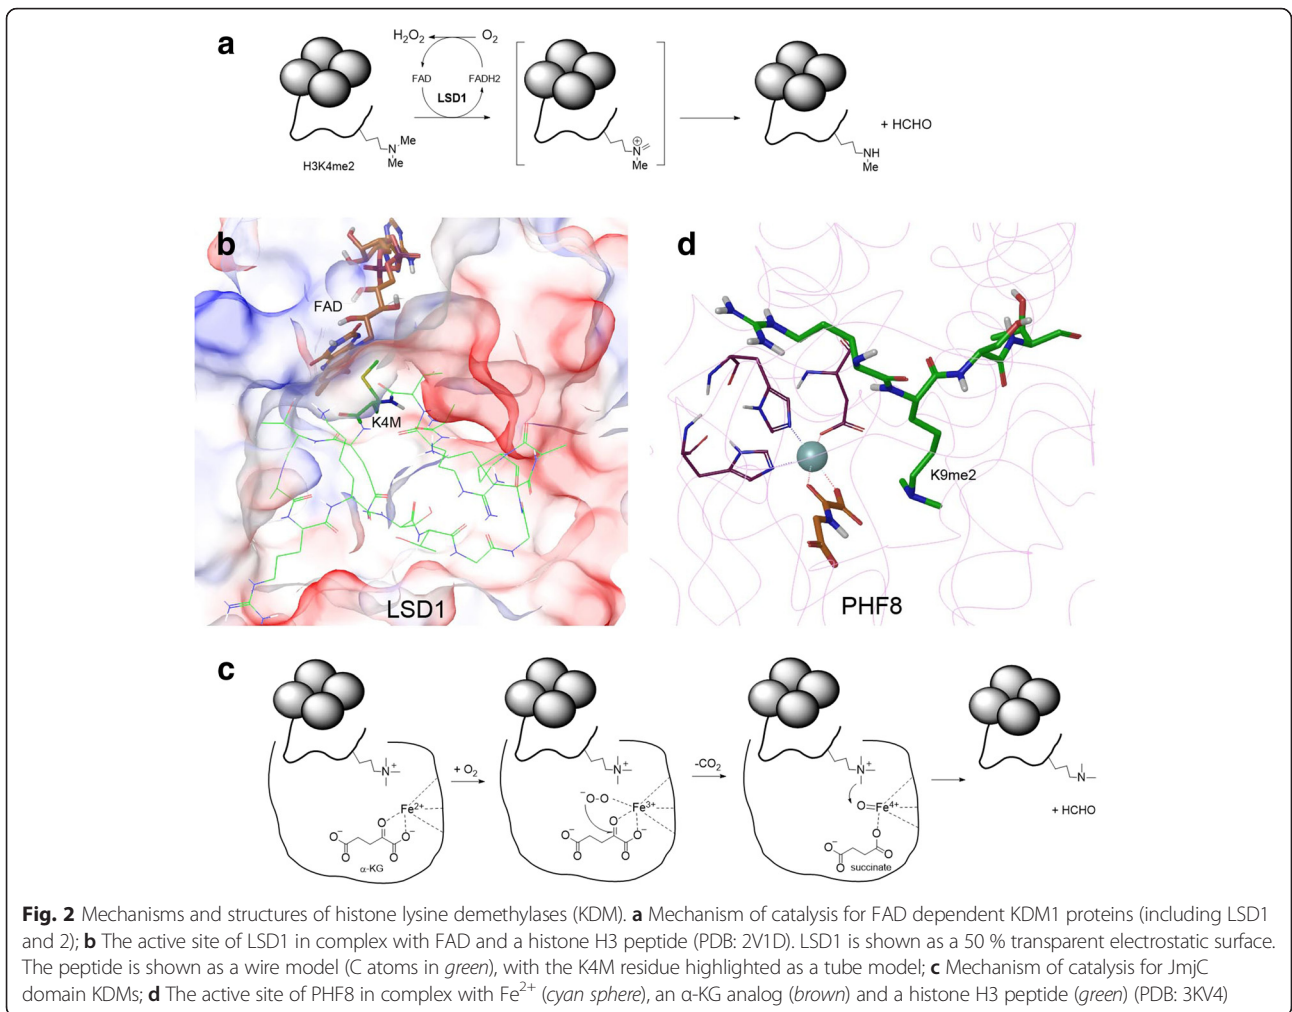 a
H2O2
O2
FAD
FADH2
LSD1
H3K4me2
N
Me
Me
N
⊕
Me
NH
Me
+ HCHO
b
FAD
K4M
LSD1
d
K9me2
PHF8
c
N
+
Fe2+
O
O−
O−
O
O
α-KG
+ O2
N
+
−O-O
Fe3+
O
O−
O−
O
O
-CO2
N
+
O=Fe4+
O
O−
O
O
succinate
N
+ HCHO
Fig. 2 Mechanisms and structures of histone lysine demethylases (KDM). a Mechanism of catalysis for FAD dependent KDM1 proteins (including LSD1
and 2); b The active site of LSD1 in complex with FAD and a histone H3 peptide (PDB: 2V1D). LSD1 is shown as a 50 % transparent electrostatic surface.
The peptide is shown as a wire model (C atoms in green), with the K4M residue highlighted as a tube model; c Mechanism of catalysis for JmjC
domain KDMs; d The active site of PHF8 in complex with Fe2+ (cyan sphere), an α-KG analog (brown) and a histone H3 peptide (green) (PDB: 3KV4)